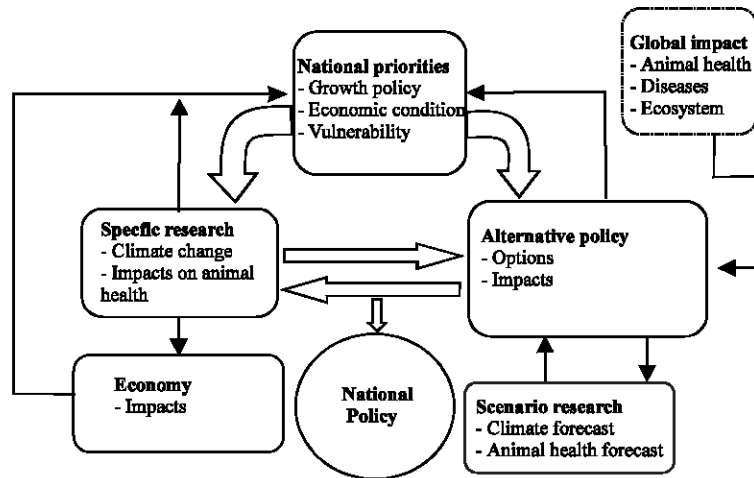 National priorities
- Growth policy
- Economic condition
- Vulnerability
Global impact
- Animal health
- Diseases
- Ecosystem
Specfic research
- Climate change
- Impacts on animal
health
Alternative policy
- Options
- Impacts
Economy
- Impacts
National
Policy
Scenario research
- Climate forecast
- Animal health forecast